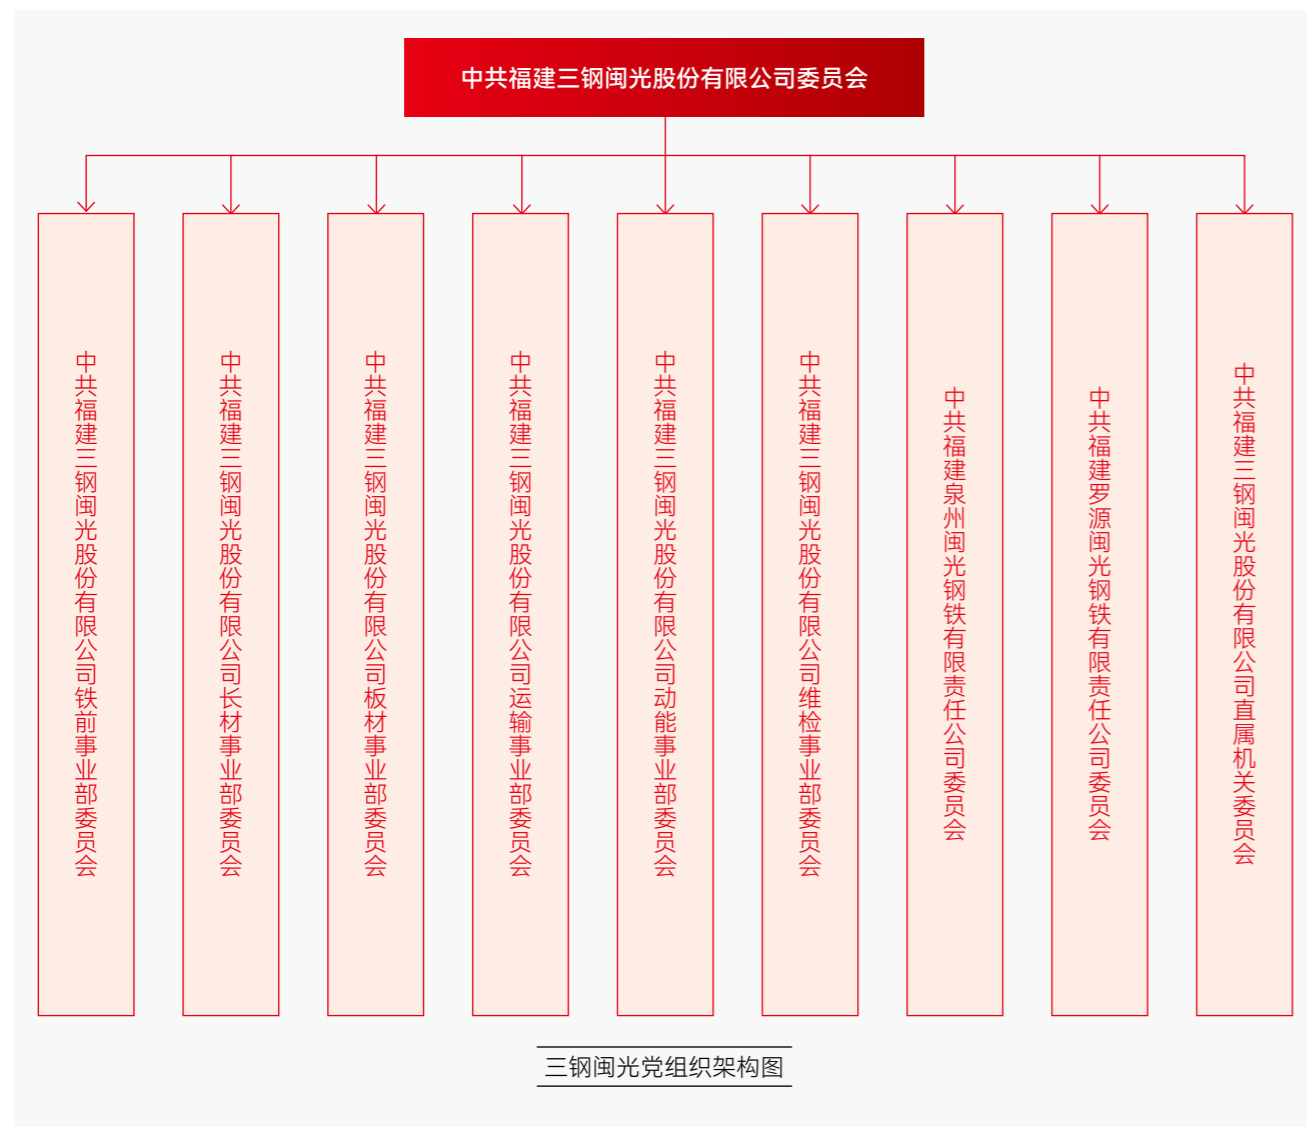 中共福建三钢闽光股份有限公司委员会
中共福建三钢闽光股份有限公司铁前事业部委员会
中共福建三钢闽光股份有限公司长材事业部委员会
中共福建三钢闽光股份有限公司板材事业部委员会
中共福建三钢闽光股份有限公司运输事业部委员会
中共福建三钢闽光股份有限公司动能事业部委员会
中共福建三钢闽光股份有限公司维检事业部委员会
中共福建泉州闽光钢铁有限责任公司委员会
中共福建罗源闽光钢铁有限责任公司委员会
中共福建三钢闽光股份有限公司直属机关委员会
三钢闽光党组织架构图